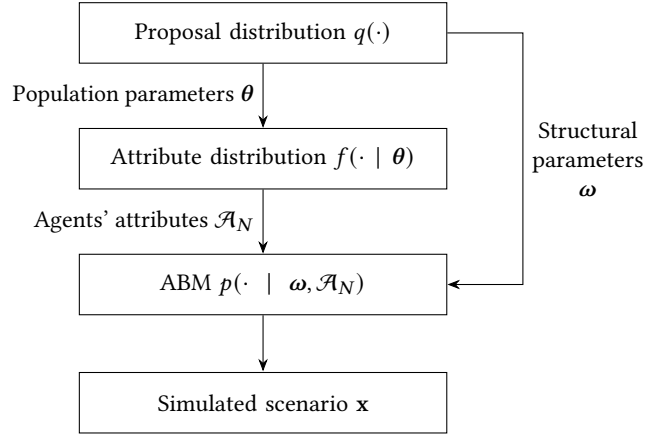 Proposal distribution q(·)
Population parameters θ
Attribute distribution f(· | θ)
Structural
parameters
ω
Agents' attributes 𝒜_N
ABM p(· | ω, 𝒜_N)
Simulated scenario x